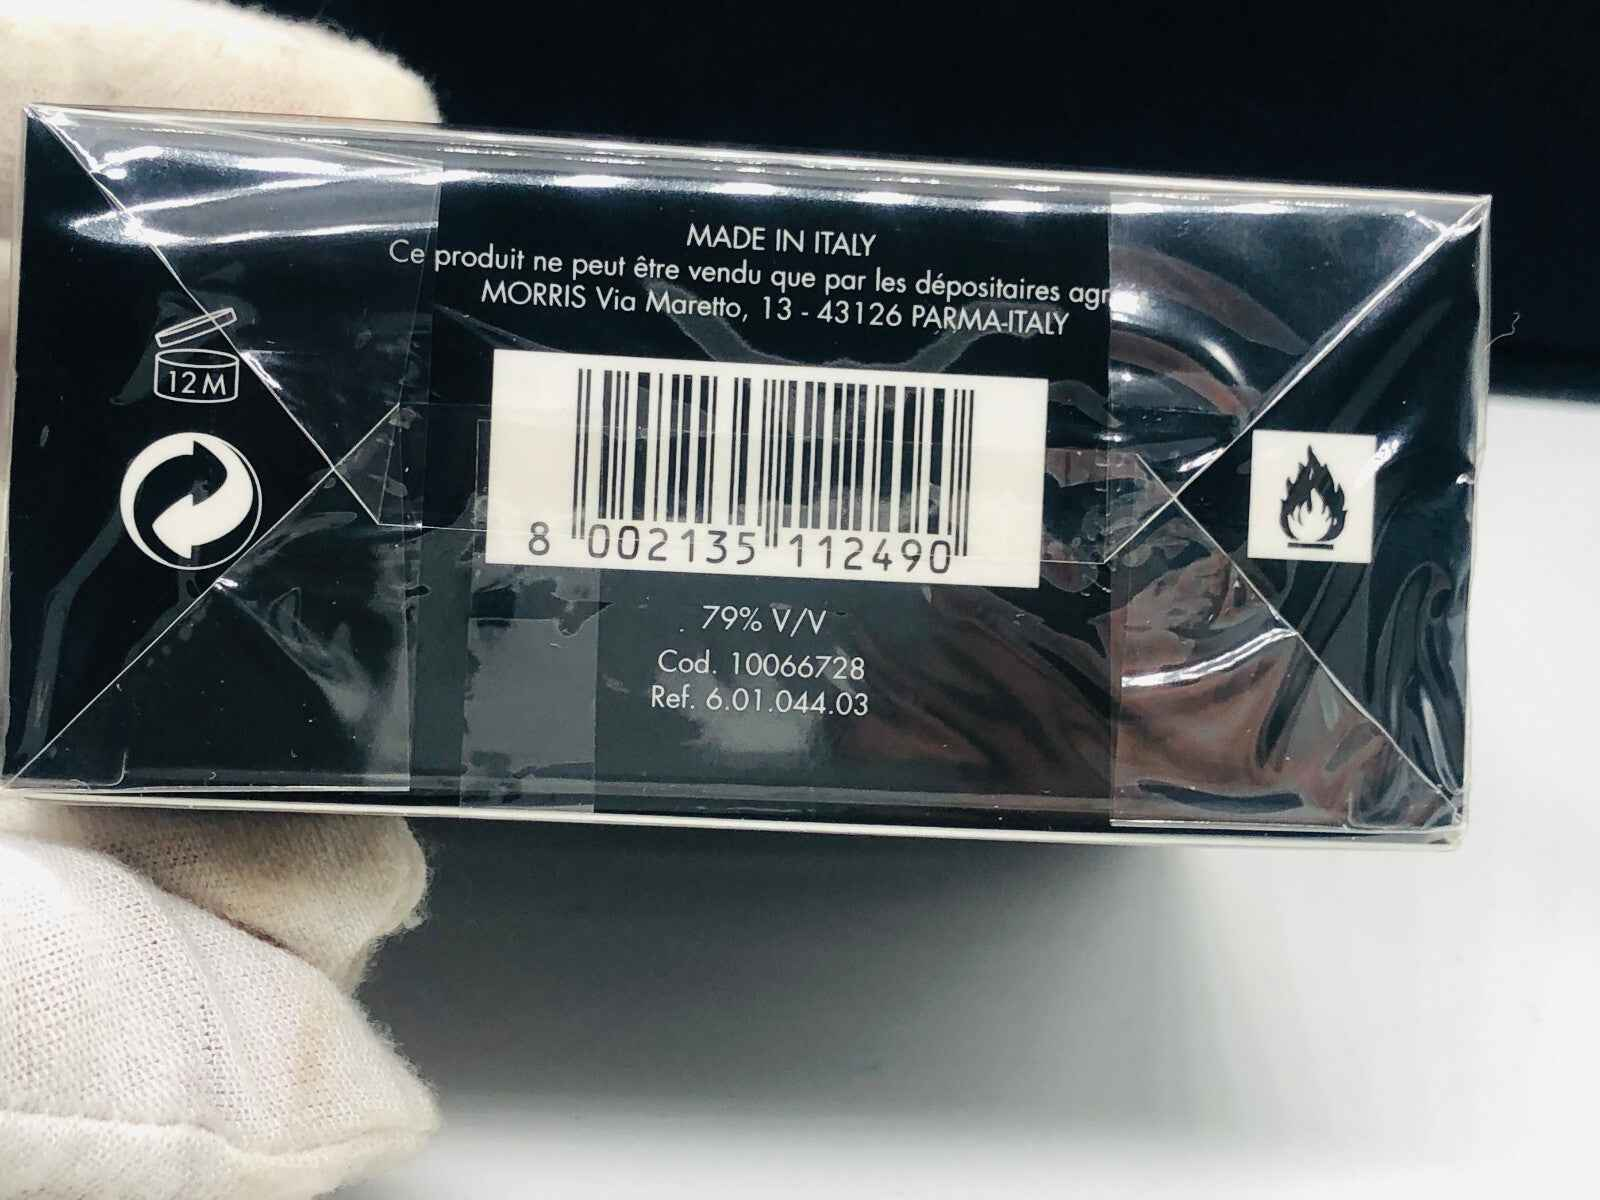 MADE IN ITALY
Ce produit ne peut être vendu que par les dépositaires agr
MORRIS Via Maretto, 13 - 43126 PARMA-ITALY
12 M
8 002135 112490
79% V/V
Cod. 10066728
Ref. 6.01.044.03